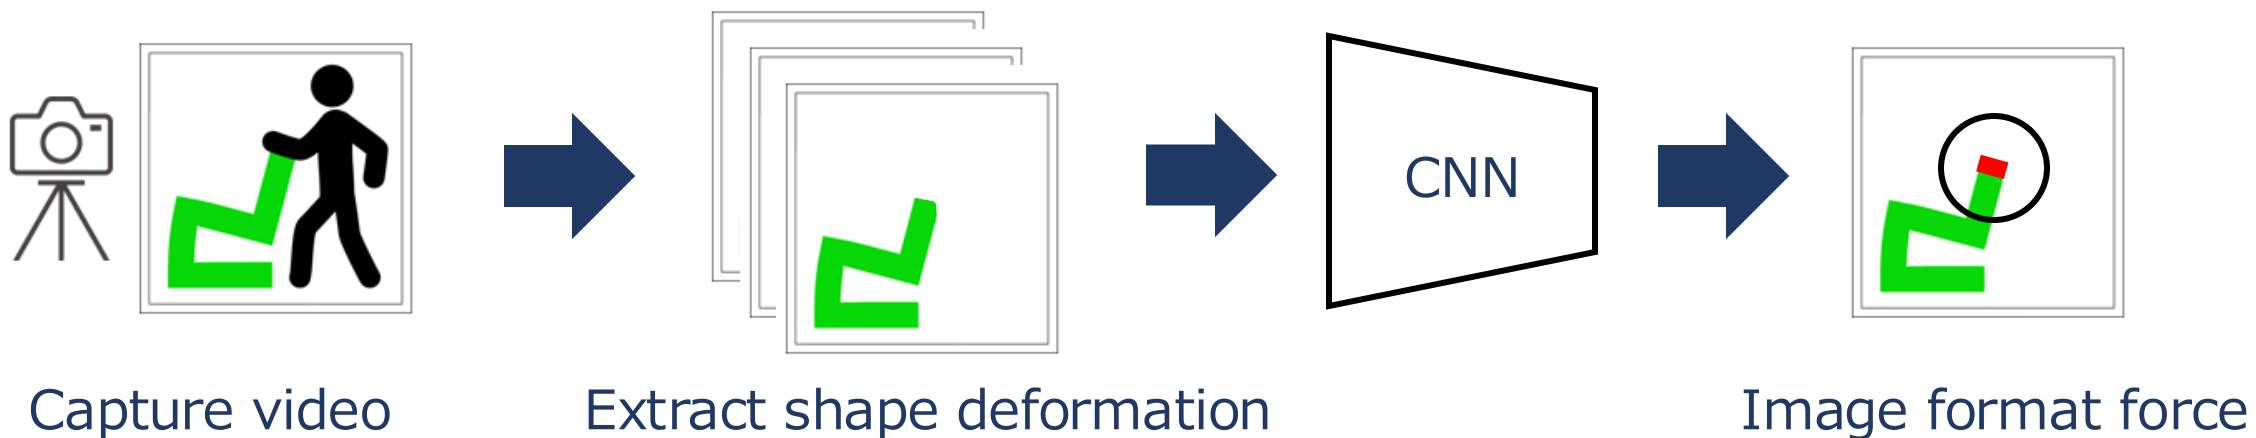 CNN
Capture video
Extract shape deformation
Image format force